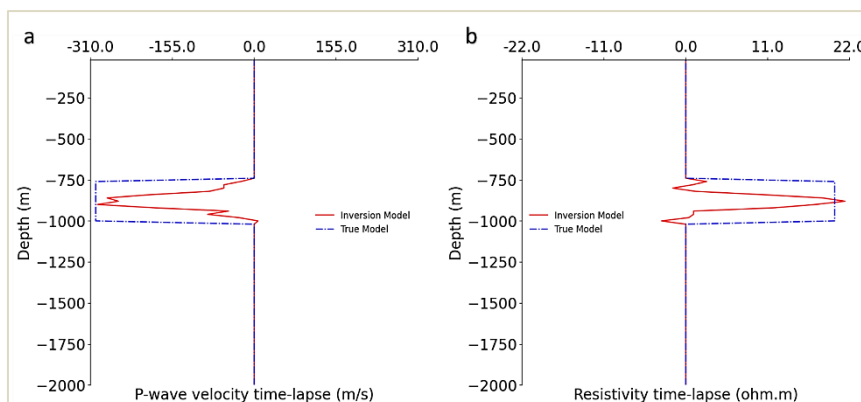 a
-310.0 -155.0 0.0 155.0 310.0
−250
−500
−750
−1000
−1250
−1500
−1750
−2000
Depth (m)
Inversion Model
True Model
P-wave velocity time-lapse (m/s)
b
-22.0 -11.0 0.0 11.0 22.0
−250
−500
−750
−1000
−1250
−1500
−1750
−2000
Depth (m)
Inversion Model
True Model
Resistivity time-lapse (ohm.m)